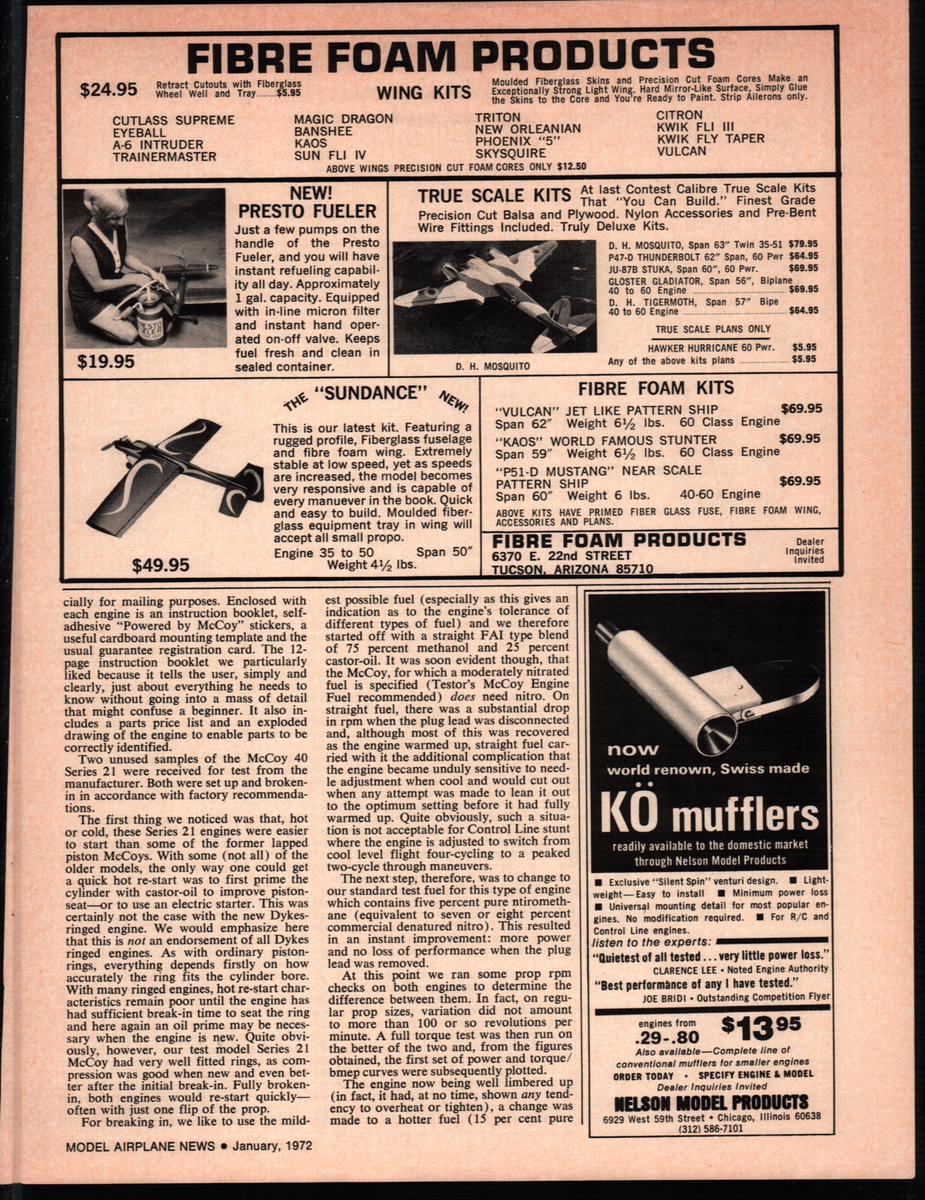 FIBRE FOAM PRODUCTS
$24.95
Retract Cutouts with Fiberglass
Wheel Well and Tray.......$5.95
WING KITS
Moulded Fiberglass Skins and Precision Cut Foam Cores Make an
Exceptionally Strong Light Wing. Hard Mirror-Like Surface, Simply Glue
the Skins to the Core and You're Ready to Paint. Strip Ailerons only.
CUTLASS SUPREME
EYEBALL
A-6 INTRUDER
TRAINERMASTER
MAGIC DRAGON
BANSHEE
KAOS
SUN FLI IV
TRITON
NEW ORLEANIAN
PHOENIX "5"
SKYSQUIRE
CITRON
KWIK FLI III
KWIK FLY TAPER
VULCAN
ABOVE WINGS PRECISION CUT FOAM CORES ONLY $12.50
NEW!
PRESTO FUELER
Just a few pumps on the
handle of the Presto
Fueler, and you will have
instant refueling capabil-
ity all day. Approximately
1 gal. capacity. Equipped
with in-line micron filter
and instant hand oper-
ated on-off valve. Keeps
fuel fresh and clean in
sealed container.
PRESTO
FUELER
$19.95
TRUE SCALE KITS At last Contest Calibre True Scale Kits
That "You Can Build." Finest Grade
Precision Cut Balsa and Plywood. Nylon Accessories and Pre-Bent
Wire Fittings Included. Truly Deluxe Kits.
D. H. MOSQUITO
D. H. MOSQUITO, Span 63" Twin 35-51 $79.95
P47-D THUNDERBOLT 62" Span, 60 Pwr $64.95
JU-87B STUKA, Span 60", 60 Pwr. $69.95
GLOSTER GLADIATOR, Span 56", Biplane
40 to 60 Engine ........................... $69.95
D. H. TIGERMOTH, Span 57" Bipe
40 to 60 Engine ........................... $64.95
TRUE SCALE PLANS ONLY
HAWKER HURRICANE 60 Pwr. $5.95
Any of the above kits plans ............... $5.95
THE "SUNDANCE" NEW!
This is our latest kit. Featuring a
rugged profile, Fiberglass fuselage
and fibre foam wing. Extremely
stable at low speed, yet as speeds
are increased, the model becomes
very responsive and is capable of
every manuever in the book. Quick
and easy to build. Moulded fiber-
glass equipment tray in wing will
accept all small propo.
Engine 35 to 50 Span 50"
Weight 4½ lbs.
$49.95
FIBRE FOAM KITS
"VULCAN" JET LIKE PATTERN SHIP $69.95
Span 62" Weight 6½ lbs. 60 Class Engine
"KAOS" WORLD FAMOUS STUNTER $69.95
Span 59" Weight 6½ lbs. 60 Class Engine
"P51-D MUSTANG" NEAR SCALE
PATTERN SHIP $69.95
Span 60" Weight 6 lbs. 40-60 Engine
ABOVE KITS HAVE PRIMED FIBER GLASS FUSE, FIBRE FOAM WING,
ACCESSORIES AND PLANS.
FIBRE FOAM PRODUCTS
6370 E. 22nd STREET
TUCSON, ARIZONA 85710
Dealer
Inquiries
Invited
cially for mailing purposes. Enclosed with
each engine is an instruction booklet, self-
adhesive "Powered by McCoy" stickers, a
useful cardboard mounting template and the
usual guarantee registration card. The 12-
page instruction booklet we particularly
liked because it tells the user, simply and
clearly, just about everything he needs to
know without going into a mass of detail
that might confuse a beginner. It also in-
cludes a parts price list and an exploded
drawing of the engine to enable parts to be
correctly identified.
Two unused samples of the McCoy 40
Series 21 were received for test from the
manufacturer. Both were set up and broken-
in in accordance with factory recommenda-
tions.
The first thing we noticed was that, hot
or cold, these Series 21 engines were easier
to start than some of the former lapped
piston McCoys. With some (not all) of the
older models, the only way one could get
a quick hot re-start was to first prime the
cylinder with castor-oil to improve piston-
seat—or to use an electric starter. This was
certainly not the case with the new Dykes-
ringed engine. We would emphasize here
that this is not an endorsement of all Dykes
ringed engines. As with ordinary piston-
rings, everything depends firstly on how
accurately the ring fits the cylinder bore.
With many ringed engines, hot re-start char-
acteristics remain poor until the engine has
had sufficient break-in time to seat the ring
and here again an oil prime may be neces-
sary when the engine is new. Quite obvi-
ously, however, our test model Series 21
McCoy had very well fitted rings, as com-
pression was good when new and even bet-
ter after the initial break-in. Fully broken-
in, both engines would re-start quickly—
often with just one flip of the prop.
For breaking in, we like to use the mild-
est possible fuel (especially as this gives an
indication as to the engine's tolerance of
different types of fuel) and we therefore
started off with a straight FAI type blend
of 75 percent methanol and 25 percent
castor-oil. It was soon evident though, that
the McCoy, for which a moderately nitrated
fuel is specified (Testor's McCoy Engine
Fuel recommended) does need nitro. On
straight fuel, there was a substantial drop
in rpm when the plug lead was disconnected
and, although most of this was recovered
as the engine warmed up, straight fuel car-
ried with it the additional complication that
the engine became unduly sensitive to need-
le adjustment when cool and would cut out
when any attempt was made to lean it out
to the optimum setting before it had fully
warmed up. Quite obviously, such a situa-
tion is not acceptable for Control Line stunt
where the engine is adjusted to switch from
cool level flight four-cycling to a peaked
two-cycle through maneuvers.
The next step, therefore, was to change to
our standard test fuel for this type of engine
which contains five percent pure nitrometh-
ane (equivalent to seven or eight percent
commercial denatured nitro). This resulted
in an instant improvement: more power
and no loss of performance when the plug
lead was removed.
At this point we ran some prop rpm
checks on both engines to determine the
difference between them. In fact, on regu-
lar prop sizes, variation did not amount
to more than 100 or so revolutions per
minute. A full torque test was then run on
the better of the two and, from the figures
obtained, the first set of power and torque/
bmep curves were subsequently plotted.
The engine now being well limbered up
(in fact, it had, at no time, shown any tend-
ency to overheat or tighten), a change was
made to a hotter fuel (15 per cent pure
now
world renown, Swiss made
KÖ mufflers
readily available to the domestic market
through Nelson Model Products
■ Exclusive "Silent Spin" venturi design. ■ Light-
weight—Easy to install ■ Minimum power loss
■ Universal mounting detail for most popular en-
gines. No modification required. ■ For R/C and
Control Line engines.
listen to the experts:
"Quietest of all tested...very little power loss."
CLARENCE LEE • Noted Engine Authority
"Best performance of any I have tested."
JOE BRIDI • Outstanding Competition Flyer
engines from
.29-.80
$13.95
Also available—Complete line of
conventional mufflers for smaller engines
ORDER TODAY • SPECIFY ENGINE & MODEL
Dealer Inquiries Invited
NELSON MODEL PRODUCTS
6929 West 59th Street • Chicago, Illinois 60638
(312) 586-7101
MODEL AIRPLANE NEWS ● January, 1972